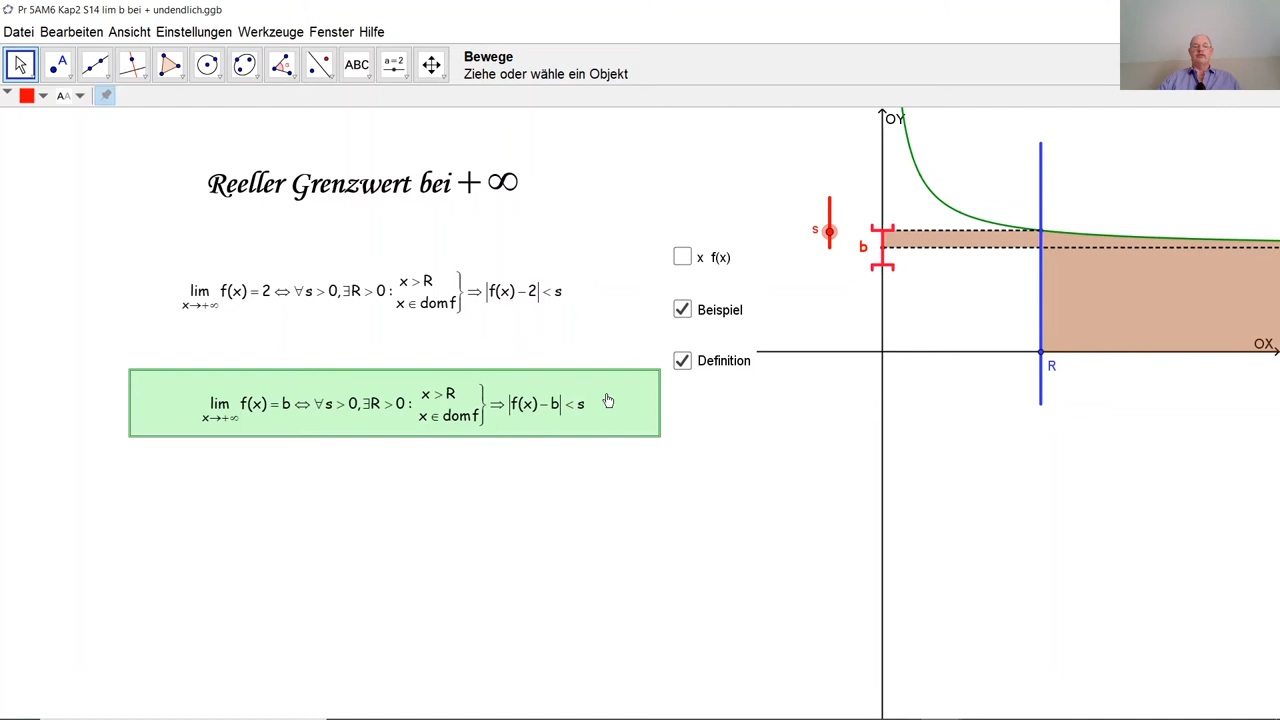 Pr 5AM6 Kap2 S14 lim b bei + undendlich.ggb
Datei Bearbeiten Ansicht Einstellungen Werkzeuge Fenster Hilfe
A ABC a=2 Bewege
Ziehe oder wähle ein Objekt
AA
Reeller Grenzwert bei +∞
lim x→+∞ f(x) = 2 ⇔ ∀s > 0, ∃R > 0 : x > R x ∈ dom f } ⇒ |f(x) − 2| < s
lim x→+∞ f(x) = b ⇔ ∀s > 0, ∃R > 0 : x > R x ∈ dom f } ⇒ |f(x) − b| < s
x f(x)
Beispiel
Definition
OY
s
b
OX
R